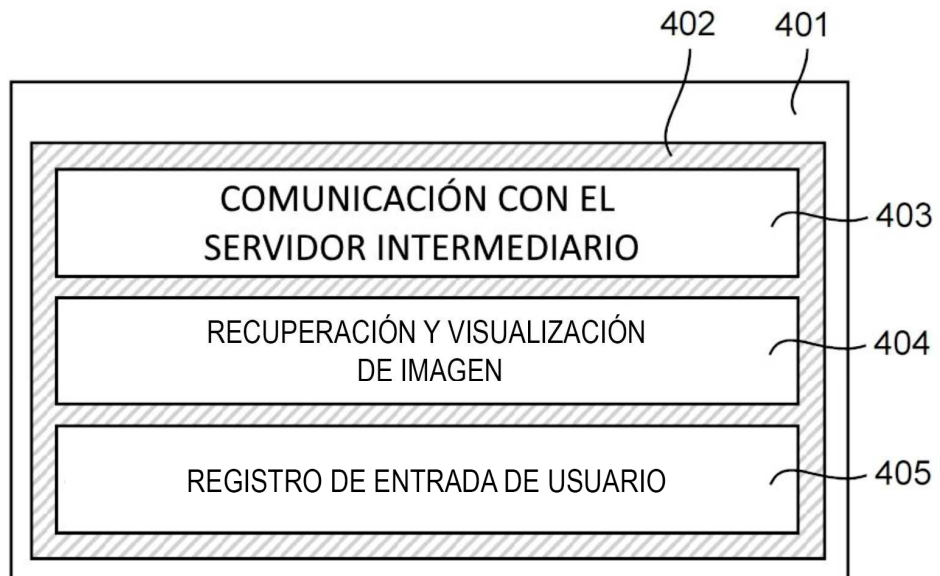 402 401
COMUNICACIÓN CON EL
SERVIDOR INTERMEDIARIO
403
RECUPERACIÓN Y VISUALIZACIÓN
DE IMAGEN
404
REGISTRO DE ENTRADA DE USUARIO
405